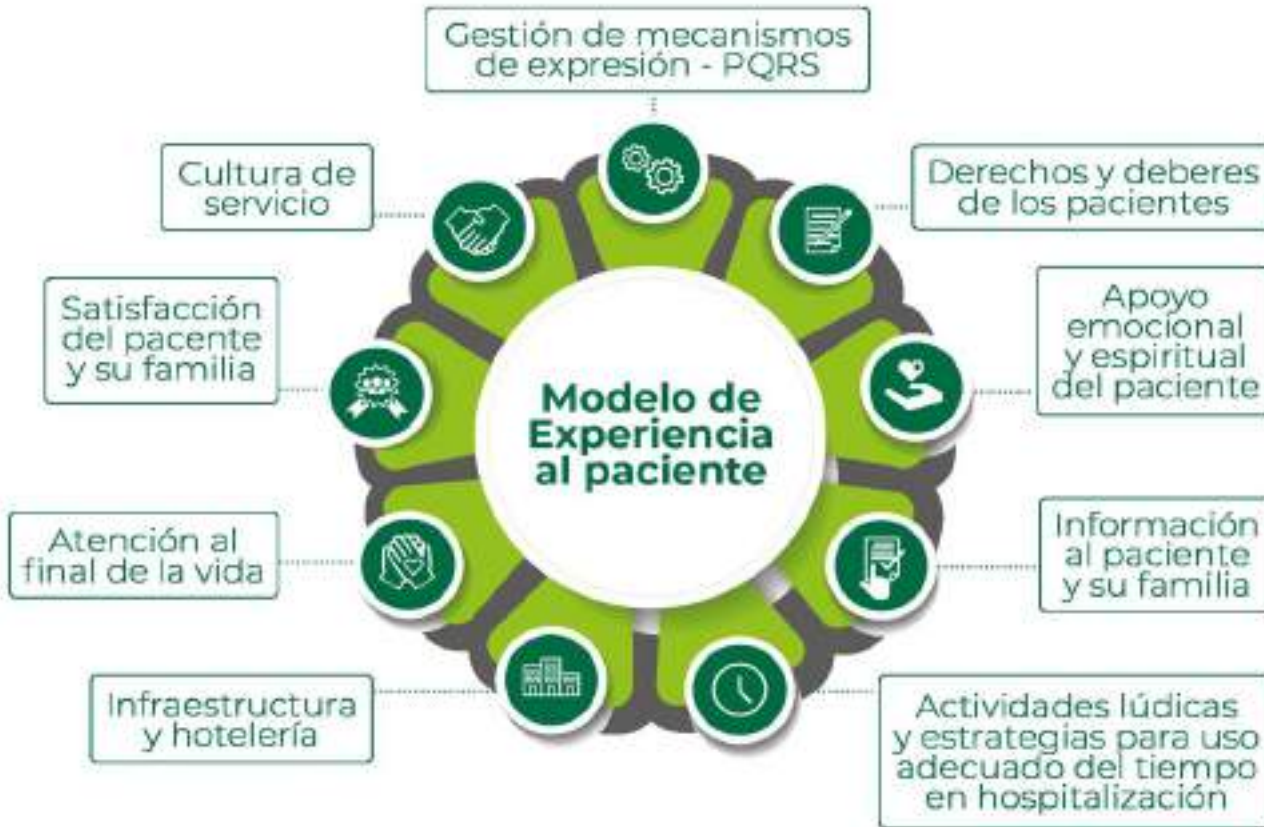 Gestión de mecanismos
de expresión - PQRS
Cultura de
servicio
Derechos y deberes
de los pacientes
Satisfacción
del pacente
y su familia
Apoyo
emocional
y espiritual
del paciente
Modelo de
Experiencia
al paciente
Atención al
final de la vida
Información
al paciente
y su familia
Infraestructura
y hotelería
Actividades lúdicas
y estrategias para uso
adecuado del tiempo
en hospitalización